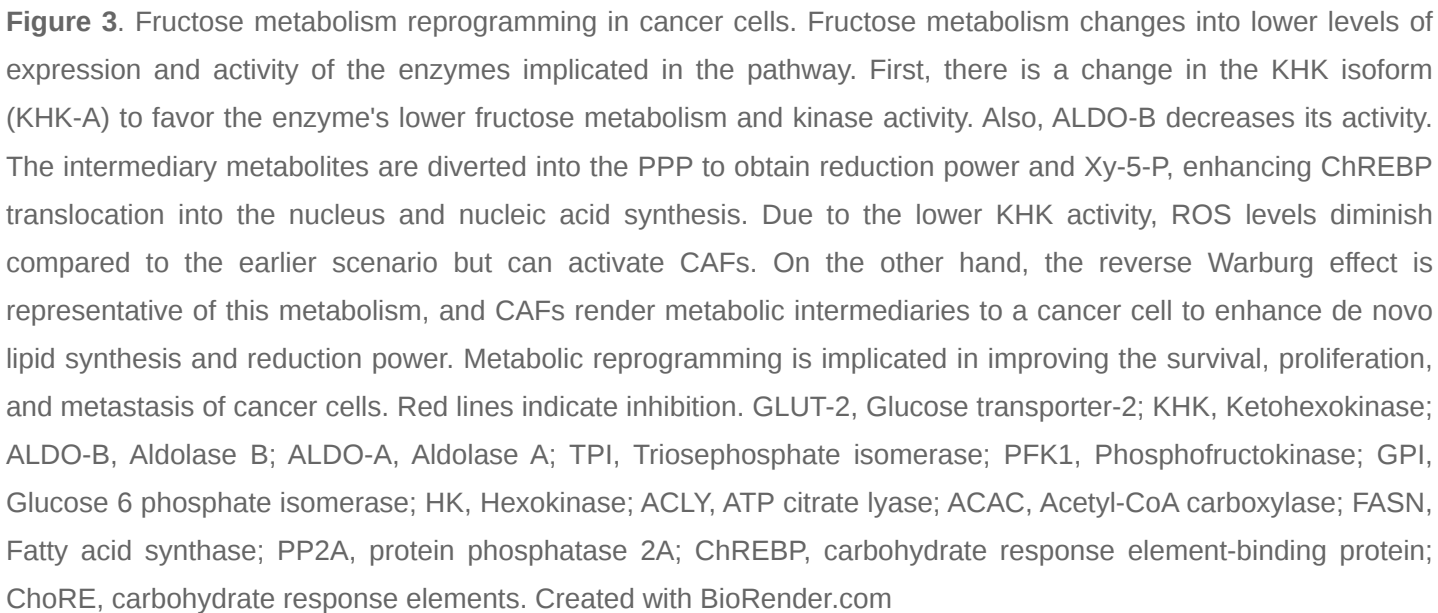 Figure 3. Fructose metabolism reprogramming in cancer cells. Fructose metabolism changes into lower levels of
expression and activity of the enzymes implicated in the pathway. First, there is a change in the KHK isoform
(KHK-A) to favor the enzyme's lower fructose metabolism and kinase activity. Also, ALDO-B decreases its activity.
The intermediary metabolites are diverted into the PPP to obtain reduction power and Xy-5-P, enhancing ChREBP
translocation into the nucleus and nucleic acid synthesis. Due to the lower KHK activity, ROS levels diminish
compared to the earlier scenario but can activate CAFs. On the other hand, the reverse Warburg effect is
representative of this metabolism, and CAFs render metabolic intermediaries to a cancer cell to enhance de novo
lipid synthesis and reduction power. Metabolic reprogramming is implicated in improving the survival, proliferation,
and metastasis of cancer cells. Red lines indicate inhibition. GLUT-2, Glucose transporter-2; KHK, Ketohexokinase;
ALDO-B, Aldolase B; ALDO-A, Aldolase A; TPI, Triosephosphate isomerase; PFK1, Phosphofructokinase; GPI,
Glucose 6 phosphate isomerase; HK, Hexokinase; ACLY, ATP citrate lyase; ACAC, Acetyl-CoA carboxylase; FASN,
Fatty acid synthase; PP2A, protein phosphatase 2A; ChREBP, carbohydrate response element-binding protein;
ChoRE, carbohydrate response elements. Created with BioRender.com